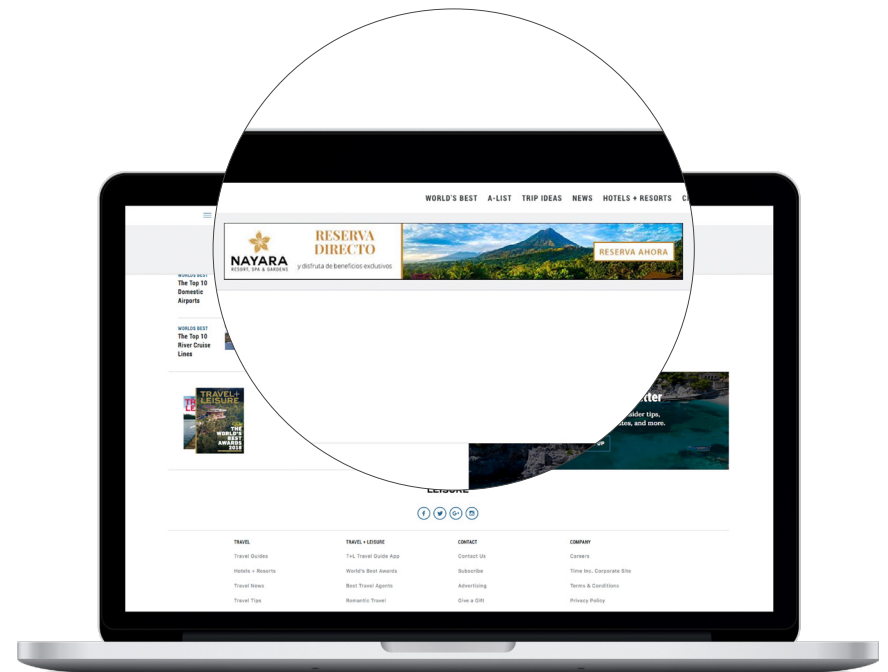 WORLD'S BEST A-LIST TRIP IDEAS NEWS HOTELS + RESORTS
NAYARA
RESORT, SPA & GARDENS
RESERVA
DIRECTO
y disfruta de beneficios exclusivos
RESERVA AHORA
WORLDS BEST
The Top 10
Domestic
Airports
WORLDS BEST
The Top 10
River Cruise
Lines
TRAVEL+
LEISURE
THE
WORLD'S
BEST
AWARDS
2016
sider tips,
and more.
LEISURE
TRAVEL
Travel Guides
Hotels + Resorts
Travel News
Travel Tips
TRAVEL + LEISURE
T+L Travel Guide App
World's Best Awards
Best Travel Agents
Romantic Travel
CONTACT
Contact Us
Subscribe
Advertising
Give a Gift
COMPANY
Careers
Time Inc. Corporate Site
Terms & Conditions
Privacy Policy